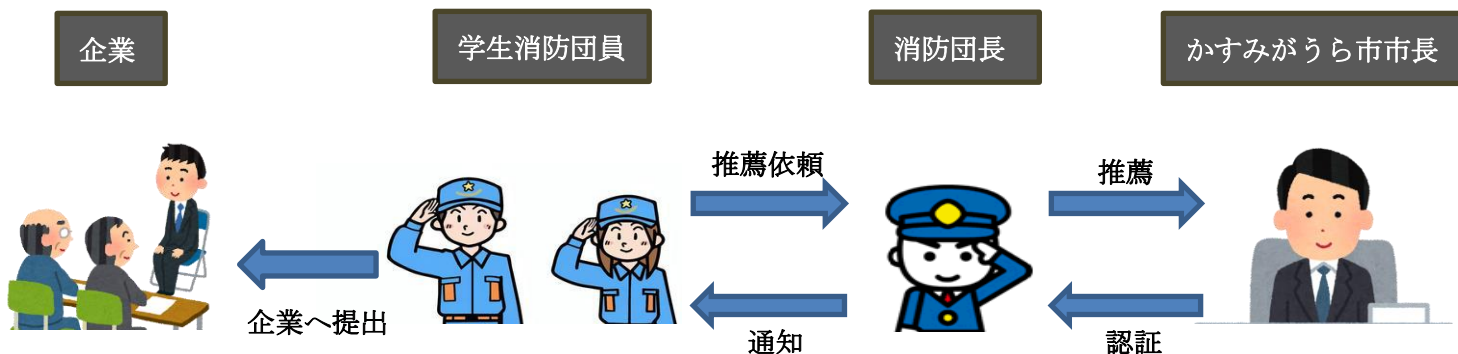 企業
学生消防団員
消防団長
かすみがうら市市長
推薦依頼
推薦
企業へ提出
通知
認証